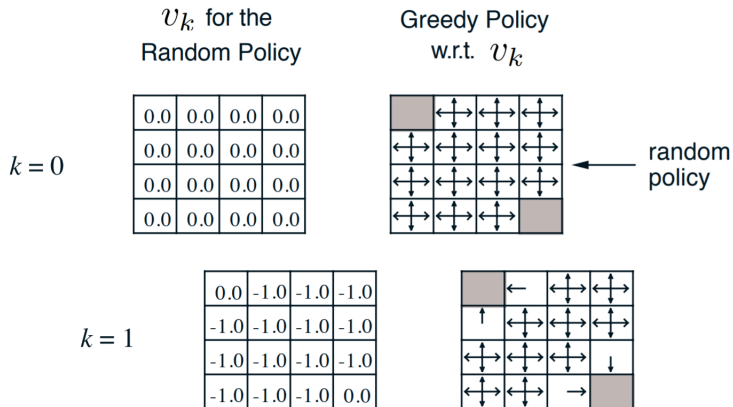 v_k for the
Random Policy
Greedy Policy
w.r.t. v_k
k = 0
0.0 0.0 0.0 0.0
0.0 0.0 0.0 0.0
0.0 0.0 0.0 0.0
0.0 0.0 0.0 0.0
random
policy
k = 1
0.0 -1.0 -1.0 -1.0
-1.0 -1.0 -1.0 -1.0
-1.0 -1.0 -1.0 -1.0
-1.0 -1.0 -1.0 0.0